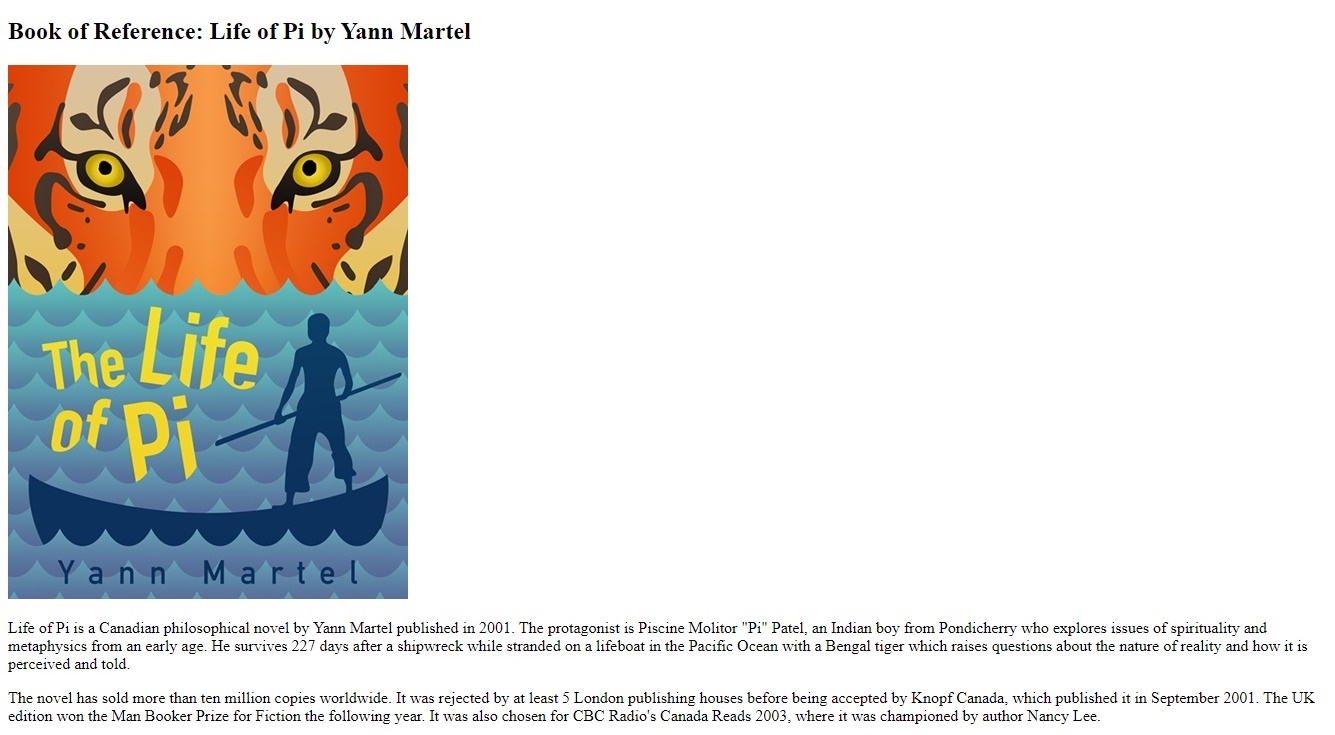 Book of Reference: Life of Pi by Yann Martel
The Life
of Pi
Yann Martel
Life of Pi is a Canadian philosophical novel by Yann Martel published in 2001. The protagonist is Piscine Molitor "Pi" Patel, an Indian boy from Pondicherry who explores issues of spirituality and
metaphysics from an early age. He survives 227 days after a shipwreck while stranded on a lifeboat in the Pacific Ocean with a Bengal tiger which raises questions about the nature of reality and how it is
perceived and told.
The novel has sold more than ten million copies worldwide. It was rejected by at least 5 London publishing houses before being accepted by Knopf Canada, which published it in September 2001. The UK
edition won the Man Booker Prize for Fiction the following year. It was also chosen for CBC Radio's Canada Reads 2003, where it was championed by author Nancy Lee.